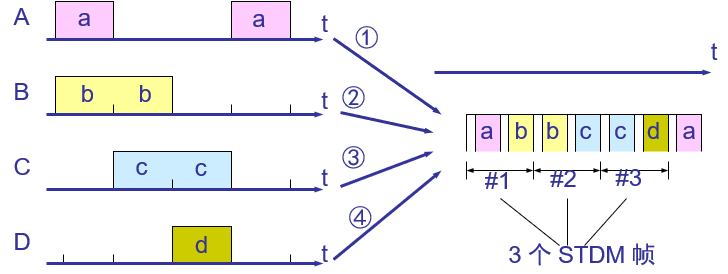 A a a t ①
t
B b b t ②
a b b c c d a
C c c t ③
#1 #2 #3
D d t ④
3 个 STDM 帧